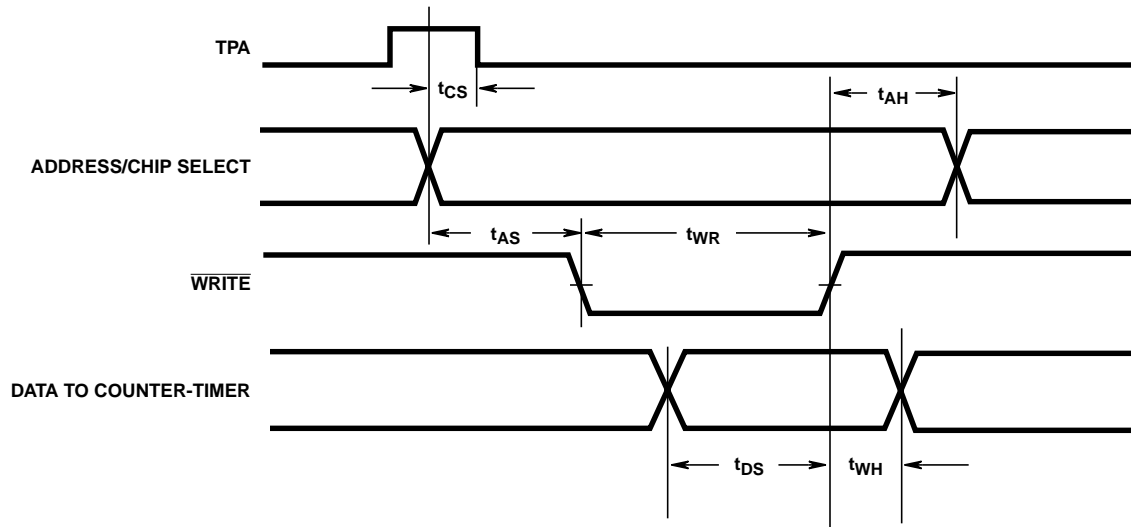 TPA
tCS
tAH
ADDRESS/CHIP SELECT
tAS
tWR
WRITE
DATA TO COUNTER-TIMER
tDS
tWH